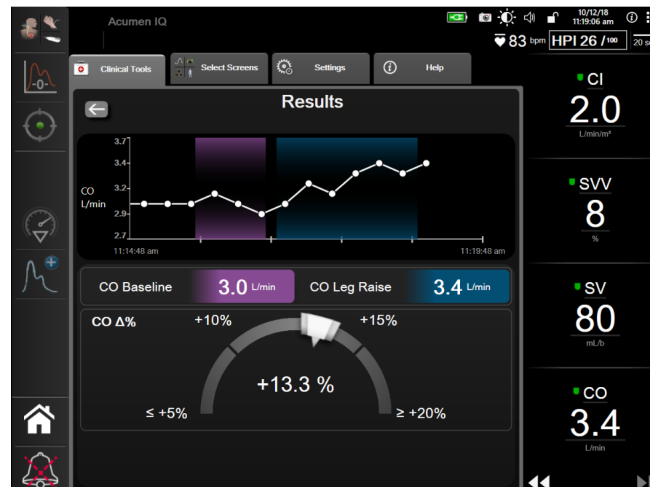 Acumen IQ
10/12/18
11:19:06 am
83 bpm HPI 26 /100
Clinical Tools Select Screens Settings Help
-0-
Results
3.7
3.4
CO 3.2
L/min
2.9
2.7
11:14:48 am 11:19:48 am
CO Baseline 3.0 L/min CO Leg Raise 3.4 L/min
CO Δ%
+10% +15%
+13.3 %
≤ +5% ≥ +20%
CI
2.0
L/min/m²
SVV
8
%
SV
80
mL/b
CO
3.4
L/min